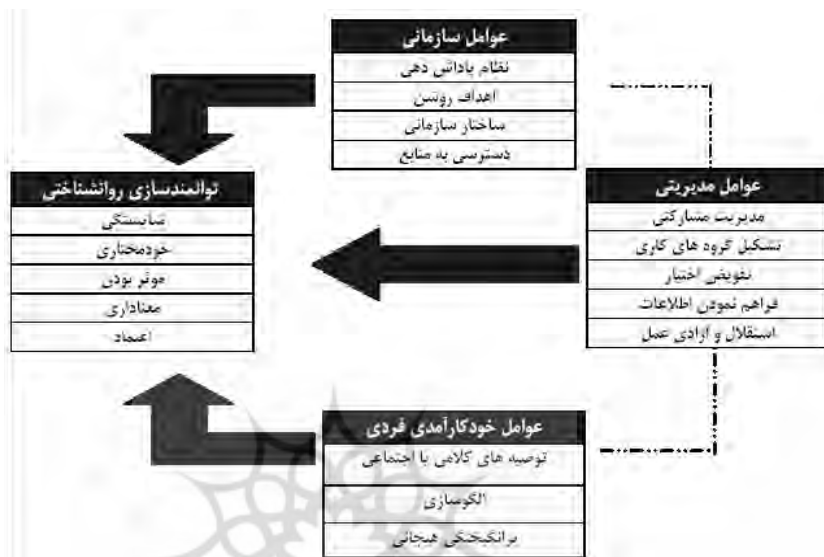 عوامل سازمانی
نظام پاداش دهی
اهداف روشن
ساختار سازمانی
دسترسی به منابع
عوامل مدیریتی
مدیریت مشارکتی
تشکیل گروه های کاری
تفویض اختیار
فراهم نمودن اطلاعات
استقلال و آزادی عمل
توانمندسازی روانشناختی
شایستگی
خودمختاری
موثر بودن
معناداری
اعتماد
عوامل خودکارآمدی فردی
توصیه های کلامی یا اجتماعی
الگوسازی
برانگیختگی هیجانی